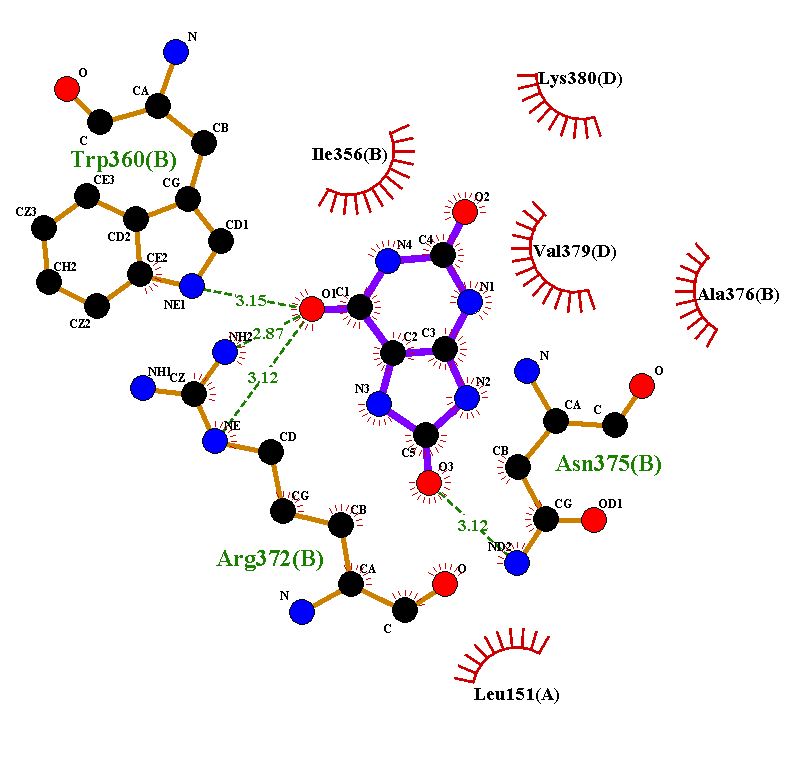 N
O
CA
C
CB
Trp360(B)
CE3
CG
CZ3
CD2
CD1
CE2
CH2
NE1
CZ2
Lys380(D)
Ile356(B)
O2
C4
N4
Val379(D)
N1
Ala376(B)
O1
C1
3.15
2.87
3.12
NH2
C2
C3
NH1
CZ
N3
N2
NE
C5
N
O
CA
C
CB
Asn375(B)
CG
OD1
O3
3.12
ND2
CD
CG
CB
Arg372(B)
CA
O
N
C
Leu151(A)